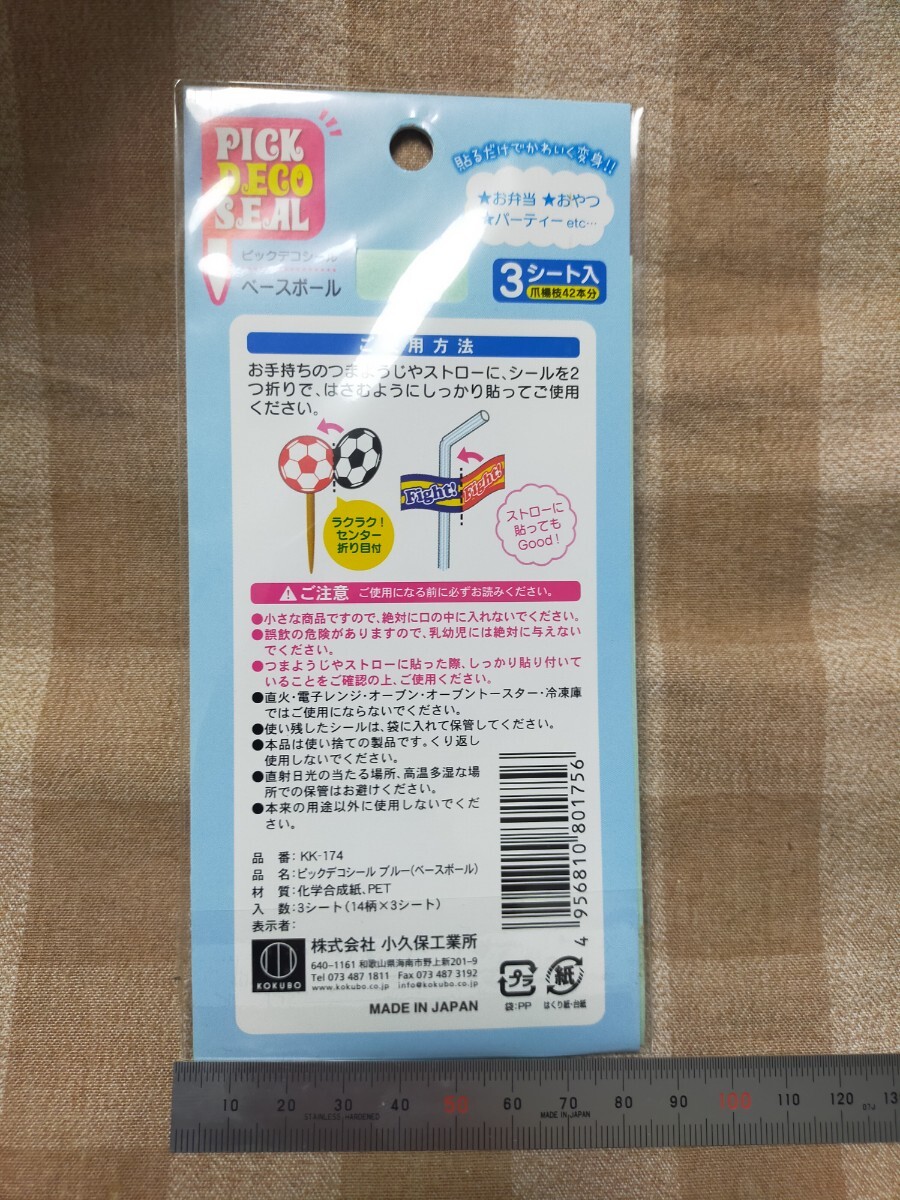 PICK
DECO
SEAL
ピックデコシール
ベースボール
貼るだけでかわいく変身!!
★お弁当 ★おやつ
★パーティー etc…
3シート入
爪楊枝42本分
ご使用方法
お手持ちのつまようじやストローに、シールを2
つ折りで、はさむようにしっかり貼ってご使用
ください。
ラクラク!
センター
折り目付
Fight!
Fight!
ストローに
貼っても
Good!
ご注意 ご使用になる前に必ずお読みください。
●小さな商品ですので、絶対に口の中に入れないでください。
●誤飲の危険がありますので、乳幼児には絶対に与えない
でください。
●つまようじやストローに貼った際、しっかり貼り付いて
いることをご確認の上、ご使用ください。
●直火・電子レンジ・オーブン・オーブントースター・冷凍庫
ではご使用にならないでください。
●使い残したシールは、袋に入れて保管してください。
●本品は使い捨ての製品です。くり返し
使用しないでください。
●直射日光の当たる場所、高温多湿な場
所での保管はお避けください。
●本来の用途以外に使用しないでくだ
さい。
品 番:KK-174
品 名:ピックデコシール ブルー(ベースボール)
材 質:化学合成紙、PET
入 数:3シート(14柄×3シート)
表示者:
KOKUBO
株式会社 小久保工業所
640-1161 和歌山県海南市野上新201-9
Tel 073 487 1811 Fax 073 487 3192
www.kokubo.co.jp info@kokubo.co.jp
MADE IN JAPAN
4 956810 801756
プラ
袋:PP
紙
はくり紙・台紙
10 20 30 40 50 60 70 80 90 100 110 120 13
STAINLESS HARDENED
MADE IN JAPAN